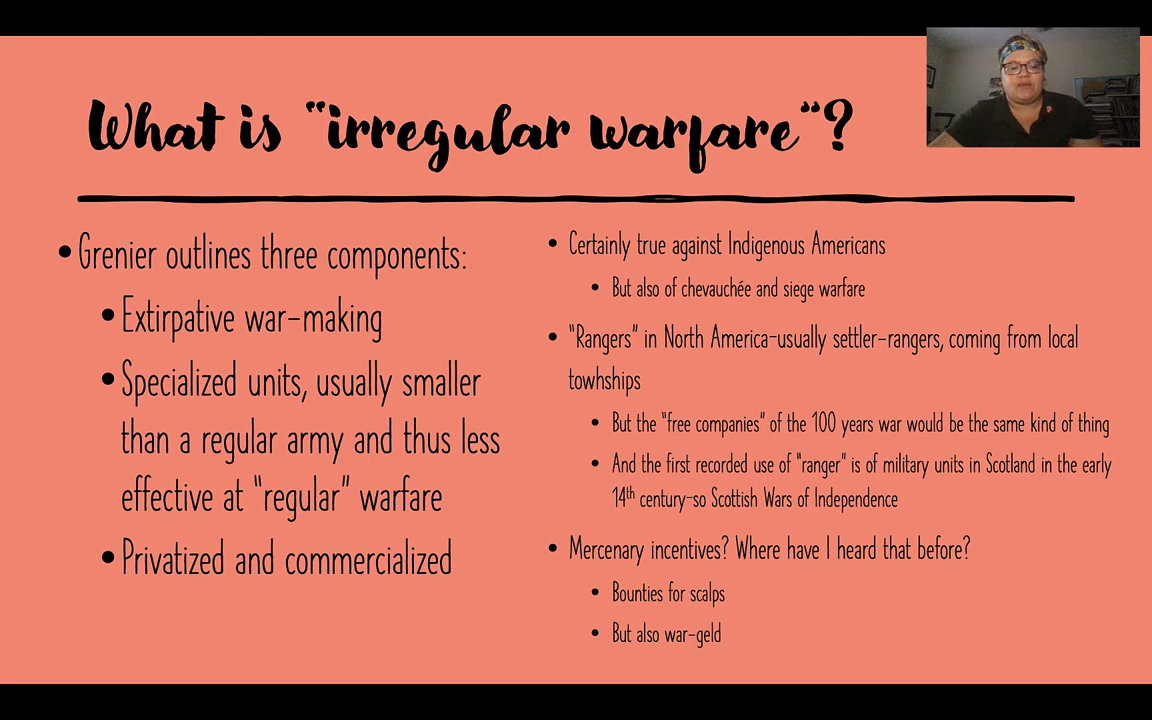 What is “irregular warfare”?
• Grenier outlines three components:
• Extirpative war-making
• Specialized units, usually smaller
than a regular army and thus less
effective at “regular” warfare
• Privatized and commercialized
• Certainly true against Indigenous Americans
• But also of chevauchée and siege warfare
• “Rangers” in North America–usually settler-rangers, coming from local
towhships
• But the “free companies” of the 100 years war would be the same kind of thing
• And the first recorded use of “ranger” is of military units in Scotland in the early
14th century–so Scottish Wars of Independence
• Mercenary incentives? Where have I heard that before?
• Bounties for scalps
• But also war-geld